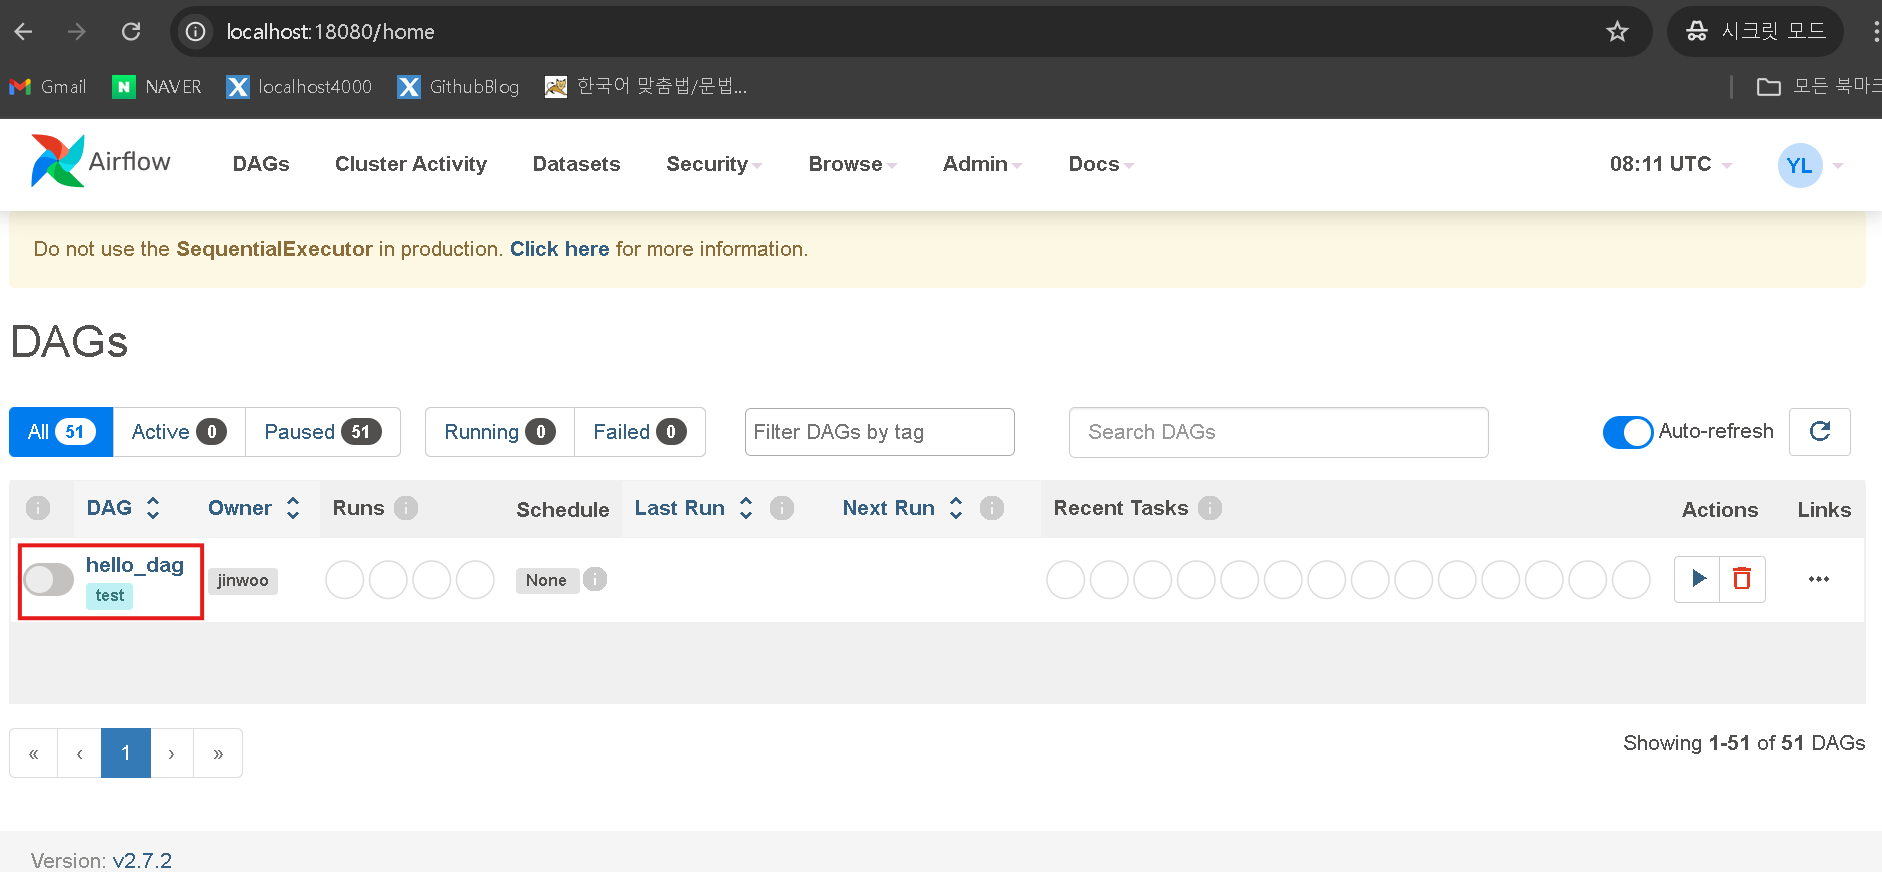 localhost:18080/home
시크릿 모드
Gmail
NAVER
localhost4000
GithubBlog
한국어 맞춤법/문법...
모든 북마크
Airflow
DAGs
Cluster Activity
Datasets
Security
Browse
Admin
Docs
08:11 UTC
YL
Do not use the SequentialExecutor in production. Click here for more information.
DAGs
All 51
Active 0
Paused 51
Running 0
Failed 0
Filter DAGs by tag
Search DAGs
Auto-refresh
DAG
Owner
Runs
Schedule
Last Run
Next Run
Recent Tasks
Actions
Links
hello_dag
test
jinwoo
None
« ‹ 1 › »
Showing 1-51 of 51 DAGs
Version: v2.7.2